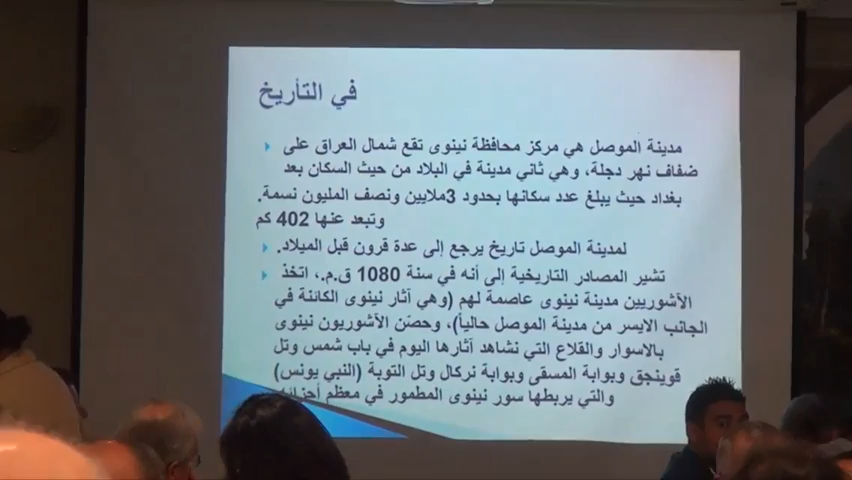 في التأريخ
مدينة الموصل هي مركز محافظة نينوى تقع شمال العراق على
ضفاف نهر دجلة، وهي ثاني مدينة في البلاد من حيث السكان بعد
بغداد حيث يبلغ عدد سكانها بحدود 3ملايين ونصف المليون نسمة.
وتبعد عنها 402 كم
لمدينة الموصل تاريخ يرجع إلى عدة قرون قبل الميلاد.
تشير المصادر التاريخية إلى أنه في سنة 1080 ق.م.، اتخذ
الآشوريين مدينة نينوى عاصمة لهم (وهي آثار نينوى الكائنة في
الجانب الايسر من مدينة الموصل حالياً)، وحصّن الآشوريون نينوى
بالاسوار والقلاع التي نشاهد آثارها اليوم في باب شمس وتل
قوينجق وبوابة المسقى وبوابة نركال وتل التوبة (النبي يونس)
والتي يربطها سور نينوى المطمور في معظم